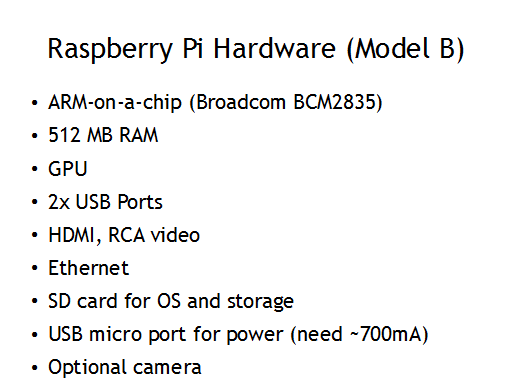 Raspberry Pi Hardware (Model B)
• ARM-on-a-chip (Broadcom BCM2835)
• 512 MB RAM
• GPU
• 2x USB Ports
• HDMI, RCA video
• Ethernet
• SD card for OS and storage
• USB micro port for power (need ~700mA)
• Optional camera